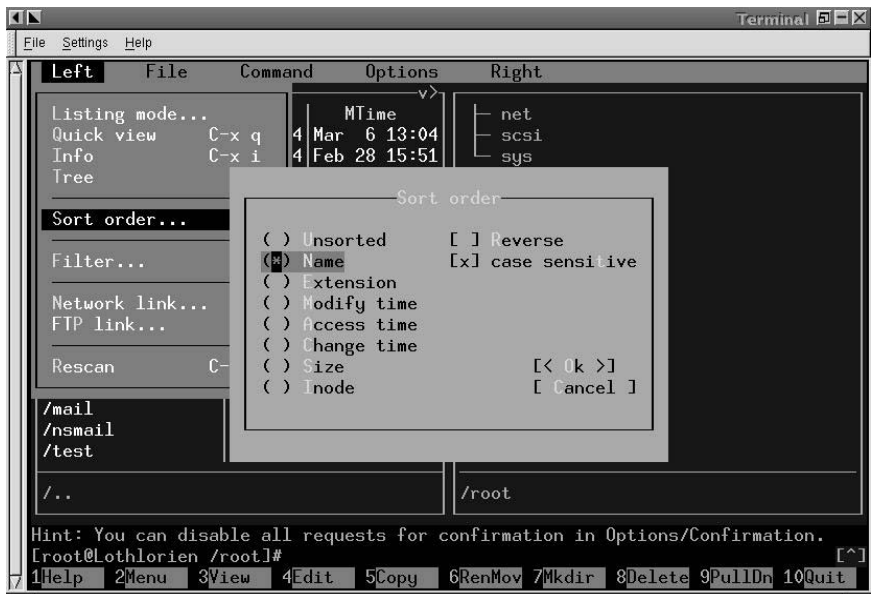 Terminal
File Settings Help
Left File Command Options Right
Listing mode...
Quick view C-x q
Info C-x i
Tree
Sort order...
Filter...
Network link...
FTP link...
Rescan C-
v>
MTime
4 Mar 6 13:04
4 Feb 28 15:51
net
scsi
sys
Sort order
( ) Unsorted [ ] Reverse
(*) Name [x] case sensitive
( ) Extension
( ) Modify time
( ) Access time
( ) Change time
( ) Size [< Ok >]
( ) Inode [ Cancel ]
/mail
/nsmail
/test
/..
/root
Hint: You can disable all requests for confirmation in Options/Confirmation.
[root@Lothlorien /root]# [^]
1Help 2Menu 3View 4Edit 5Copy 6RenMov 7Mkdir 8Delete 9PullDn 10Quit